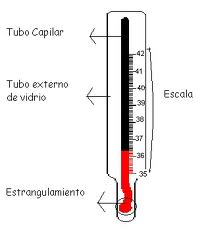 Tubo Capilar
Tubo externo
de vidrio
Estrangulamiento
42
41
40
39
38
37
36
35
Escala